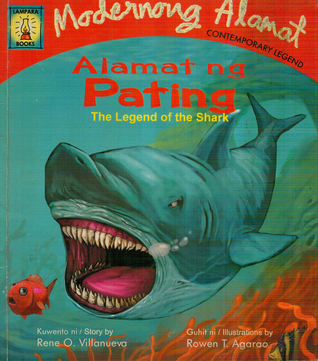 LAMPARA
BOOKS
Modernong Alamat
CONTEMPORARY LEGEND
Alamat ng
Pating
The Legend of the Shark
Kuwento ni / Story by
Rene O. Villanueva
Guhit ni / Illustrations by
Rowen T. Agarao